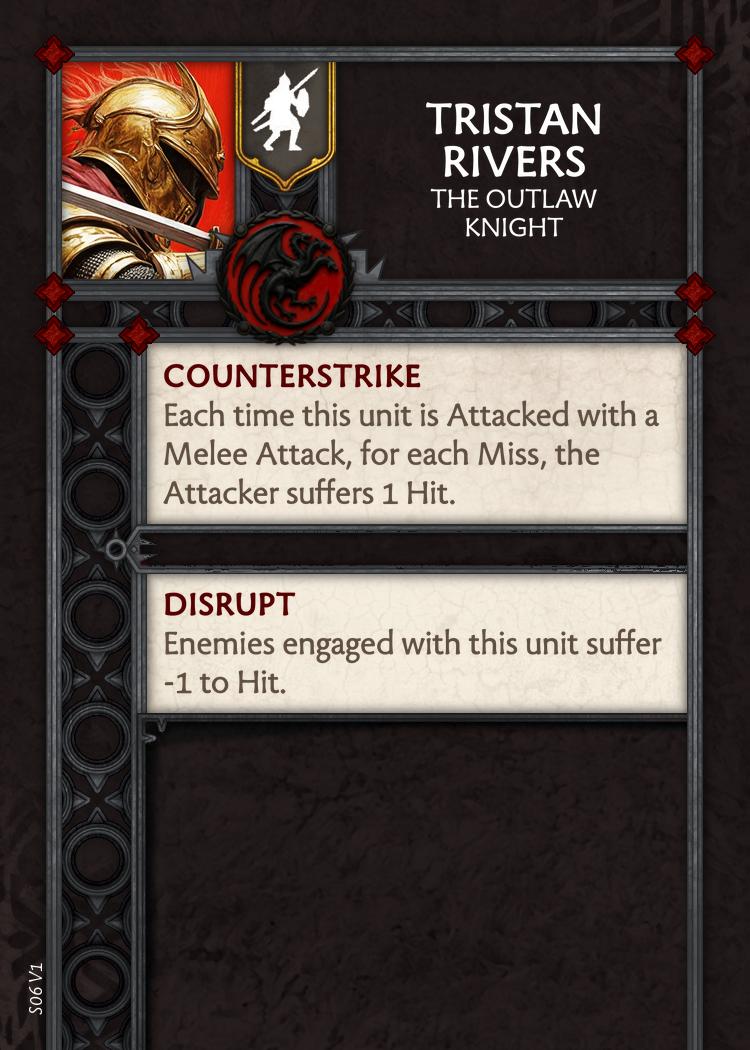 TRISTAN
RIVERS
THE OUTLAW
KNIGHT
COUNTERSTRIKE
Each time this unit is Attacked with a
Melee Attack, for each Miss, the
Attacker suffers 1 Hit.
DISRUPT
Enemies engaged with this unit suffer
-1 to Hit.
S06 V1